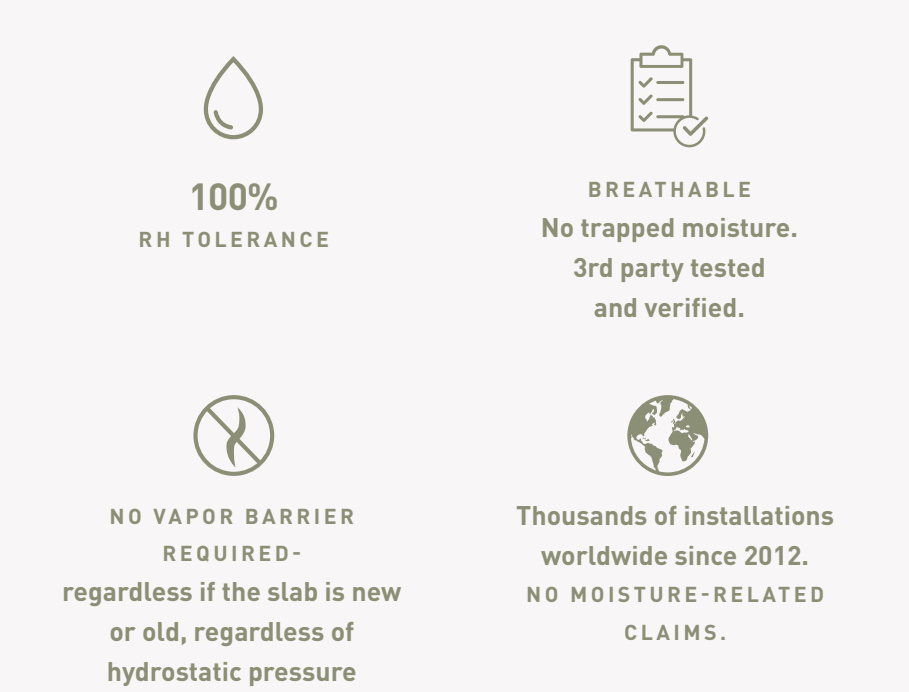 100%
RH TOLERANCE
BREATHABLE
No trapped moisture.
3rd party tested
and verified.
NO VAPOR BARRIER
REQUIRED-
regardless if the slab is new
or old, regardless of
hydrostatic pressure
Thousands of installations
worldwide since 2012.
NO MOISTURE-RELATED
CLAIMS.